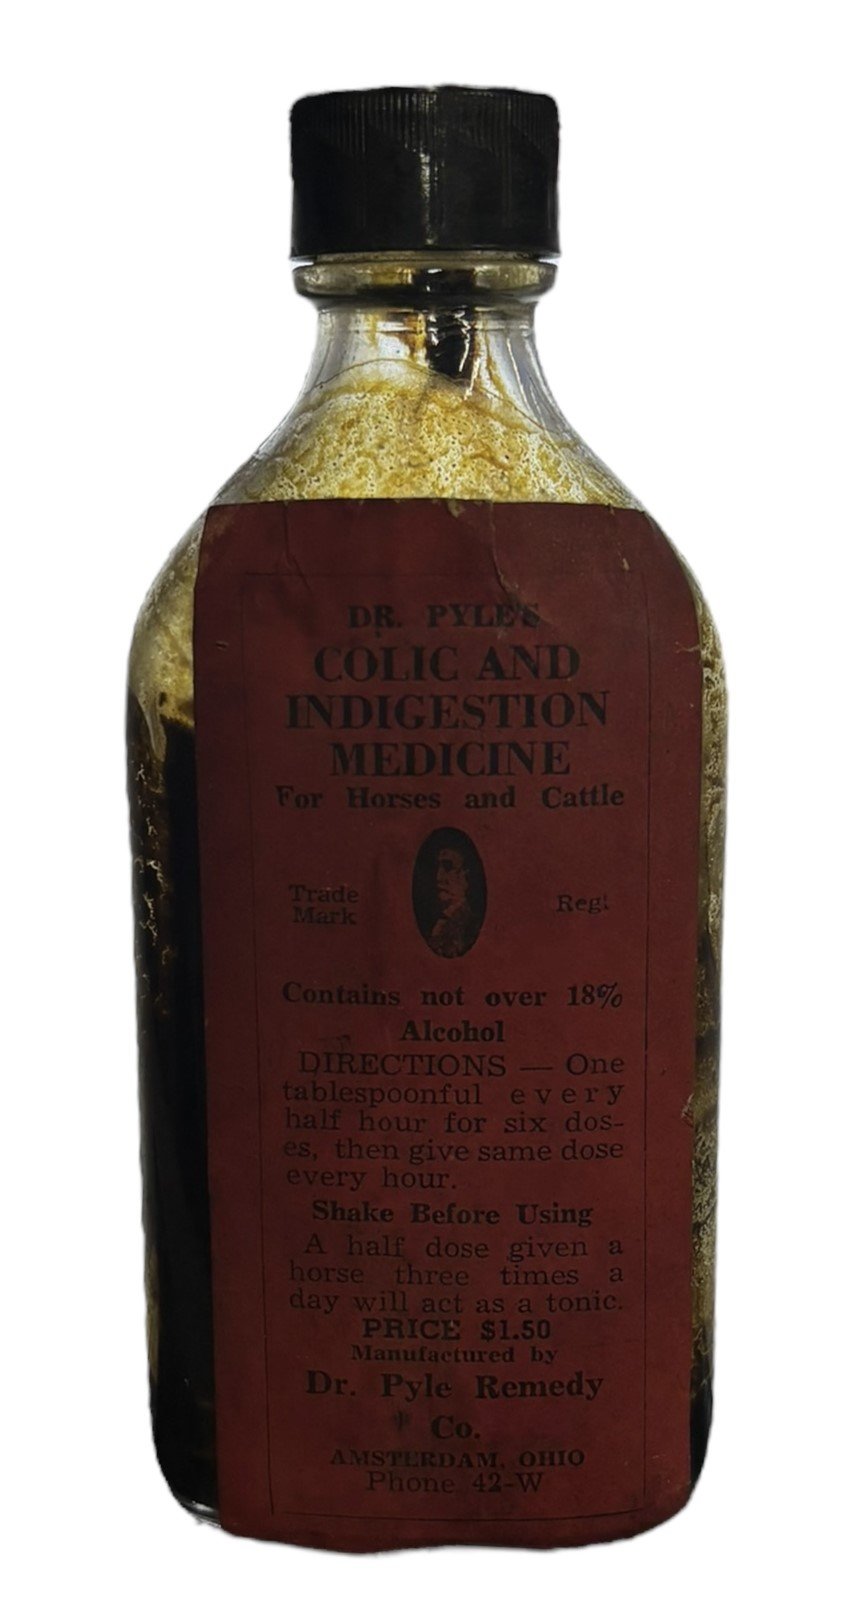 DR. PYLE'S
COLIC AND
INDIGESTION
MEDICINE
For Horses and Cattle
Trade
Mark
Regt
Contains not over 18%
Alcohol
DIRECTIONS — One
tablespoonful every
half hour for six dos-
es, then give same dose
every hour.
Shake Before Using
A half dose given a
horse three times a
day will act as a tonic.
PRICE $1.50
Manufactured by
Dr. Pyle Remedy
Co.
AMSTERDAM, OHIO
Phone 42-W